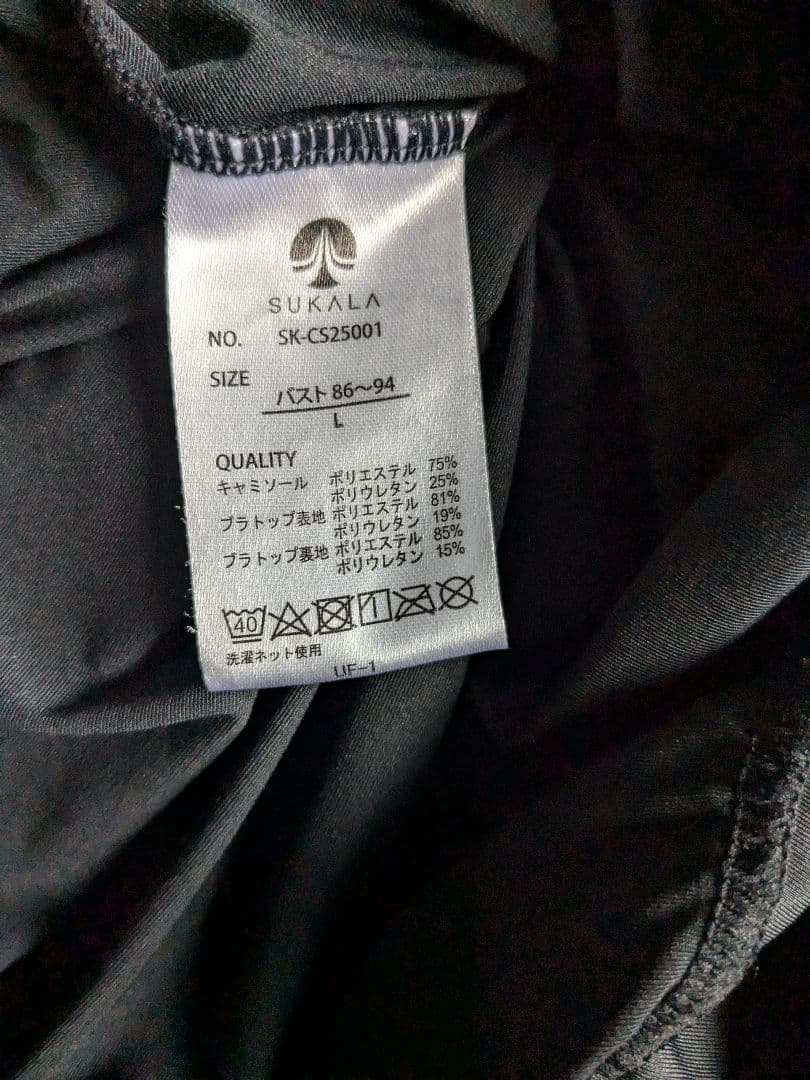 SUKALA
NO. SK-CS25001
SIZE バスト 86〜94
L
QUALITY
キャミソール ポリエステル 75%
ポリウレタン 25%
ブラトップ表地 ポリエステル 81%
ポリウレタン 19%
ブラトップ裏地 ポリエステル 85%
ポリウレタン 15%
40
洗濯ネット使用